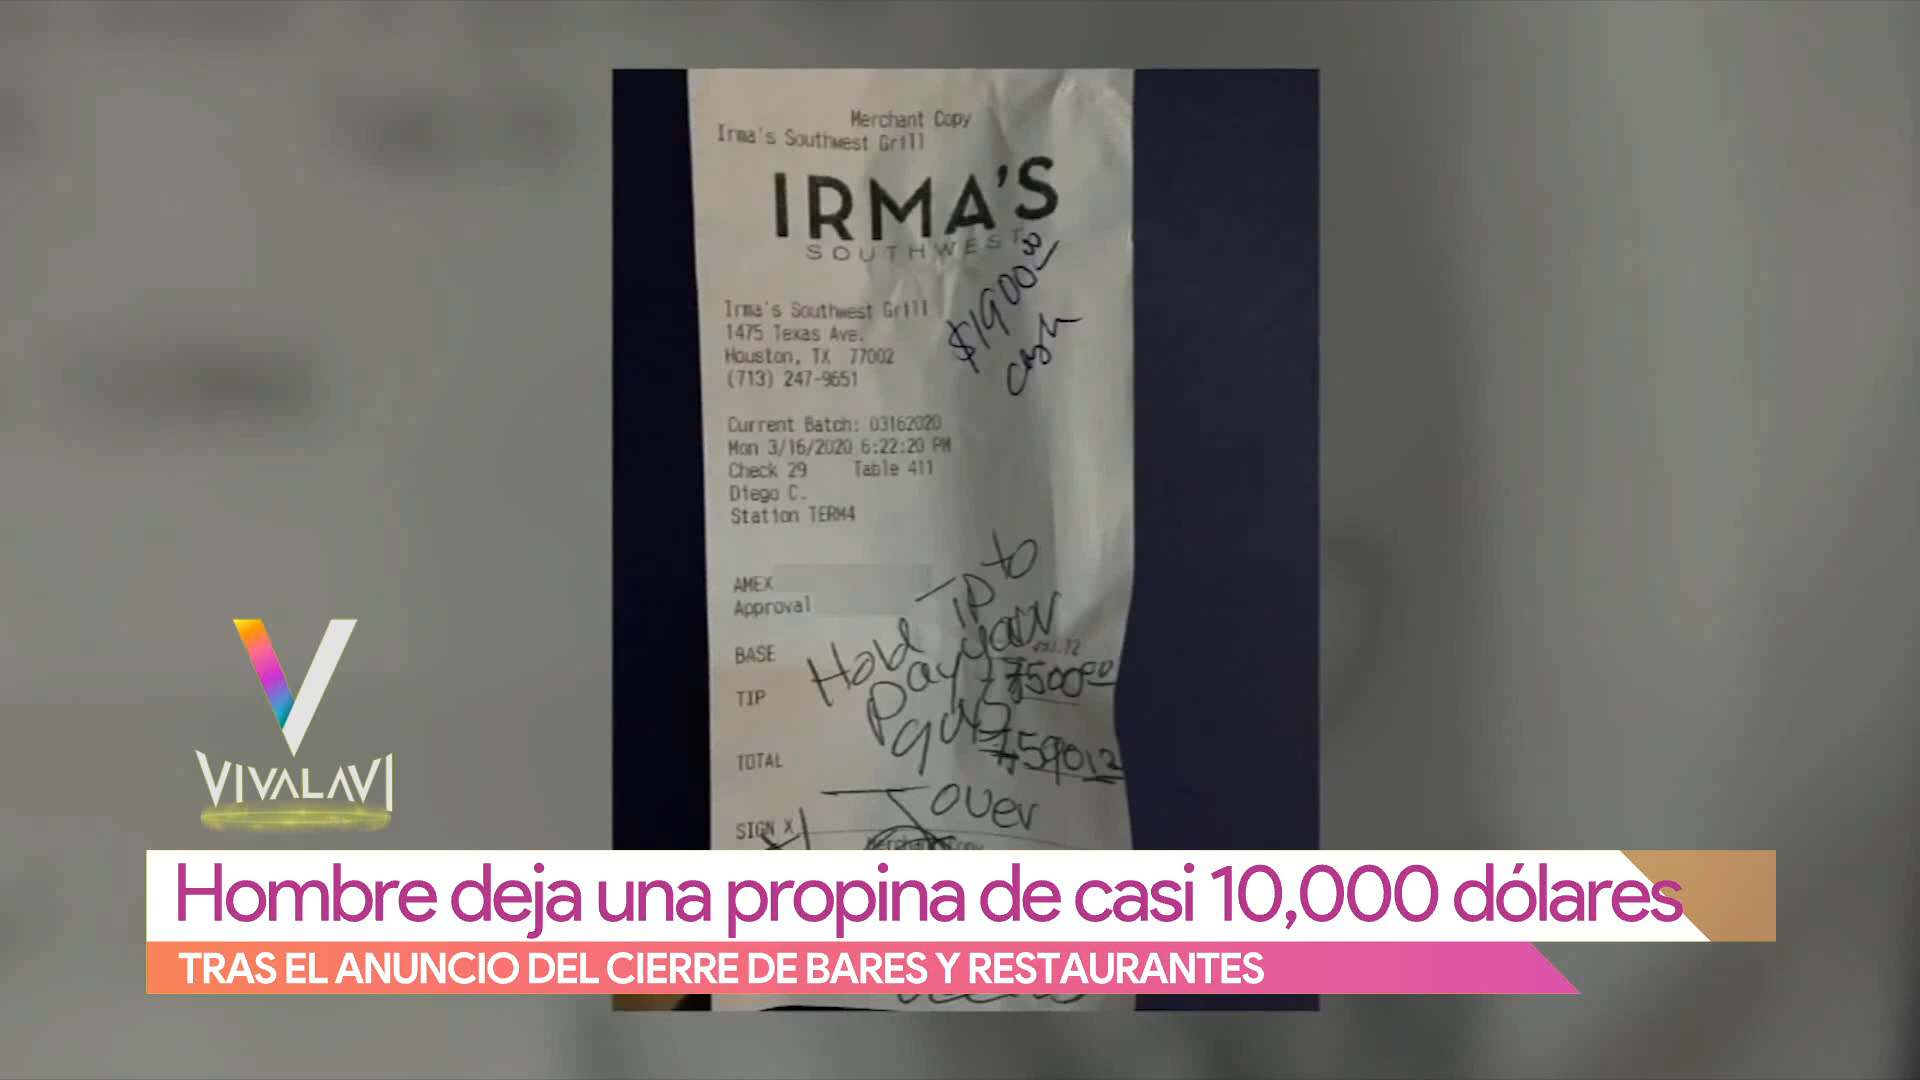 Merchant Copy
Irma's Southwest Grill
IRMA'S
SOUTHWEST
$1900.00
cash
Irma's Southwest Grill
1475 Texas Ave.
Houston, TX 77002
(713) 247-9651
Current Batch: 03162020
Mon 3/16/2020 6:22:20 PM
Check 29 Table 411
Diego C.
Station TERM4
AMEX
Approval
Hold TIP to
Pay your
guys
BASE
TIP 7500.00
TOTAL 7590.12
over
SIGN X
Merchant Copy
VIVALAVI
Hombre deja una propina de casi 10,000 dólares
TRAS EL ANUNCIO DEL CIERRE DE BARES Y RESTAURANTES